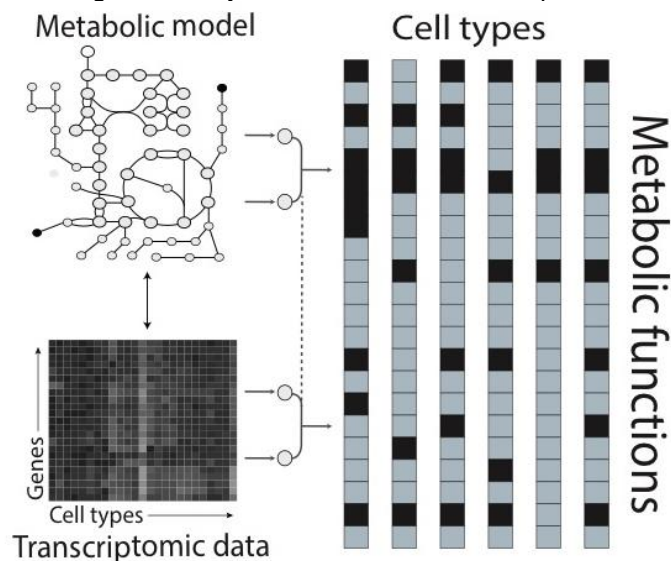 Metabolic model
Cell types
Metabolic functions
Genes
Cell types
Transcriptomic data